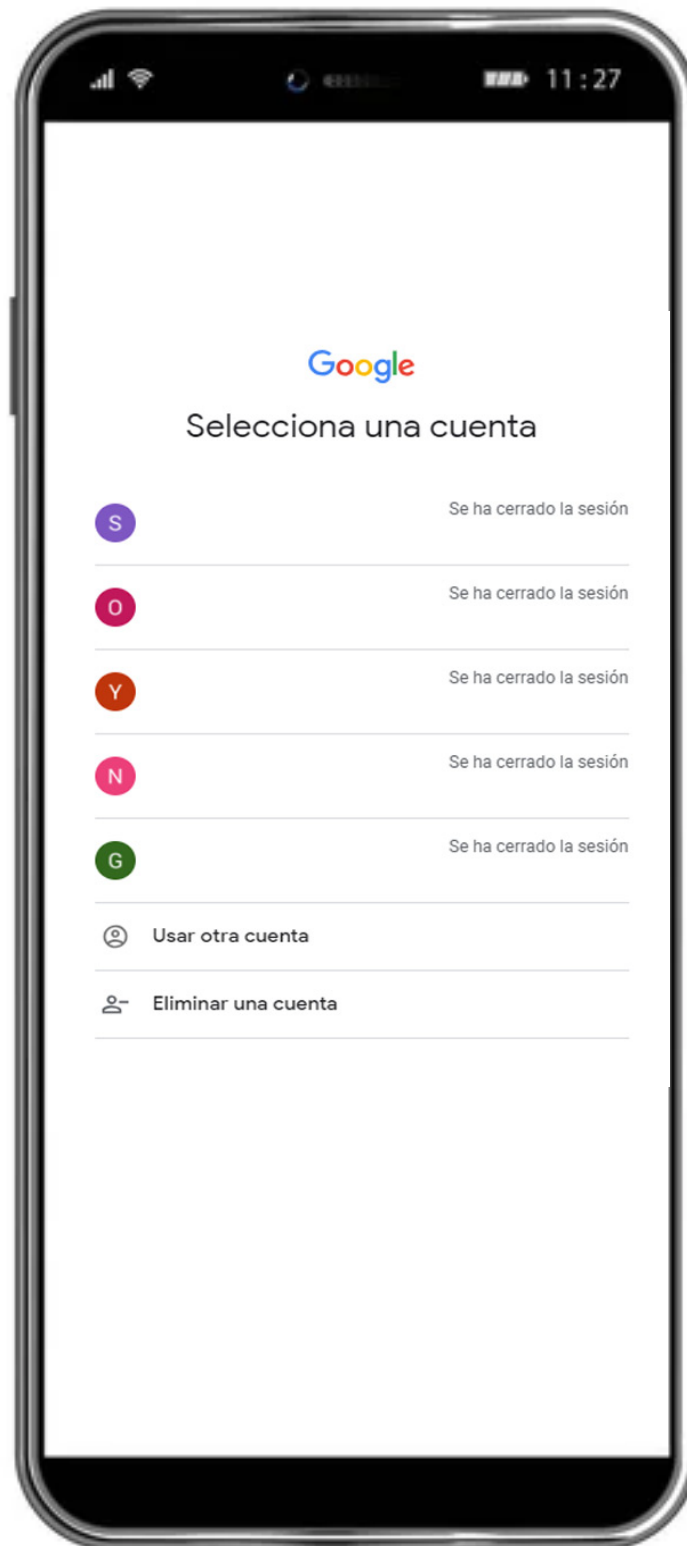 11:27
Google
Selecciona una cuenta
S
Se ha cerrado la sesión
O
Se ha cerrado la sesión
Y
Se ha cerrado la sesión
N
Se ha cerrado la sesión
G
Se ha cerrado la sesión
Usar otra cuenta
Eliminar una cuenta